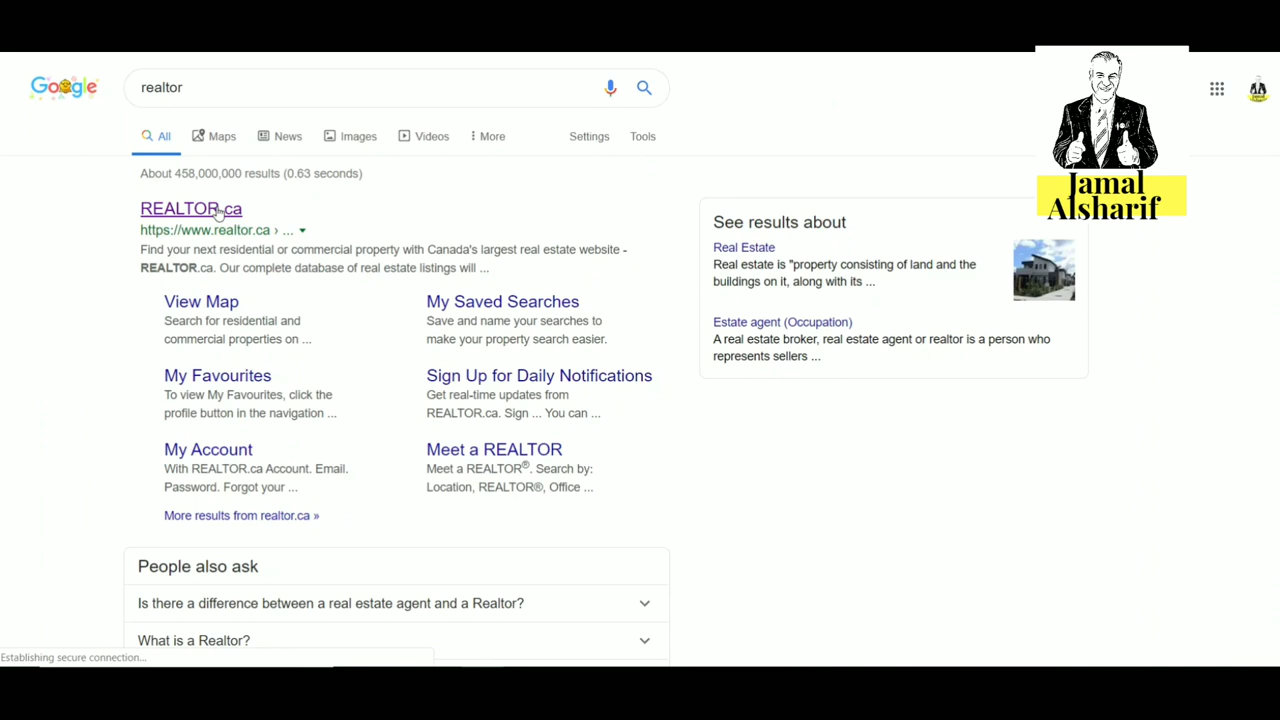 Google
realtor
All
Maps
News
Images
Videos
More
Settings
Tools
About 458,000,000 results (0.63 seconds)
REALTOR.ca
https://www.realtor.ca › ...
Find your next residential or commercial property with Canada's largest real estate website -
REALTOR.ca. Our complete database of real estate listings will ...
View Map
Search for residential and
commercial properties on ...
My Saved Searches
Save and name your searches to
make your property search easier.
My Favourites
To view My Favourites, click the
profile button in the navigation ...
Sign Up for Daily Notifications
Get real-time updates from
REALTOR.ca. Sign ... You can ...
My Account
With REALTOR.ca Account. Email.
Password. Forgot your ...
Meet a REALTOR
Meet a REALTOR®. Search by:
Location, REALTOR®, Office ...
More results from realtor.ca »
People also ask
Is there a difference between a real estate agent and a Realtor?
What is a Realtor?
Establishing secure connection...
See results about
Real Estate
Real estate is "property consisting of land and the
buildings on it, along with its ...
Estate agent (Occupation)
A real estate broker, real estate agent or realtor is a person who
represents sellers ...
Jamal
Alsharif